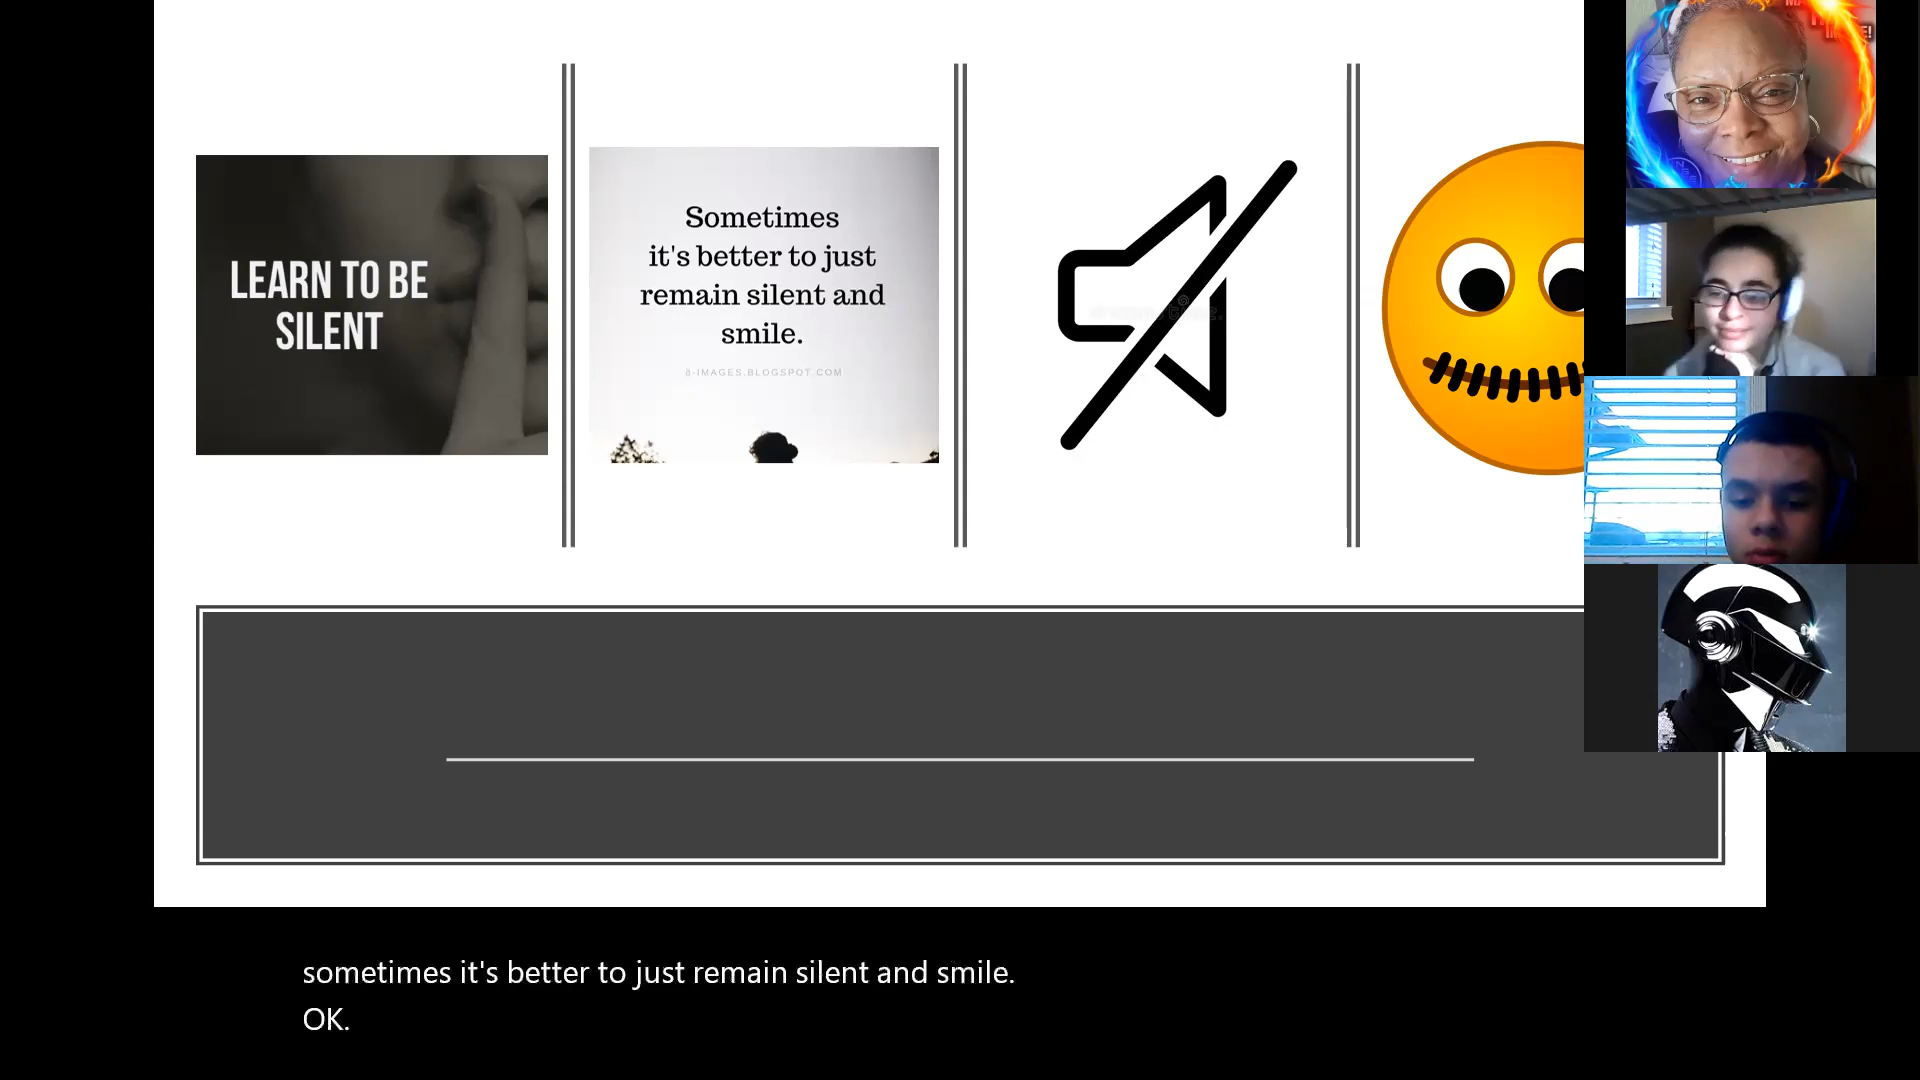 LEARN TO BE
SILENT
Sometimes
it's better to just
remain silent and
smile.
8-IMAGES.BLOGSPOT.COM
sometimes it's better to just remain silent and smile.
OK.